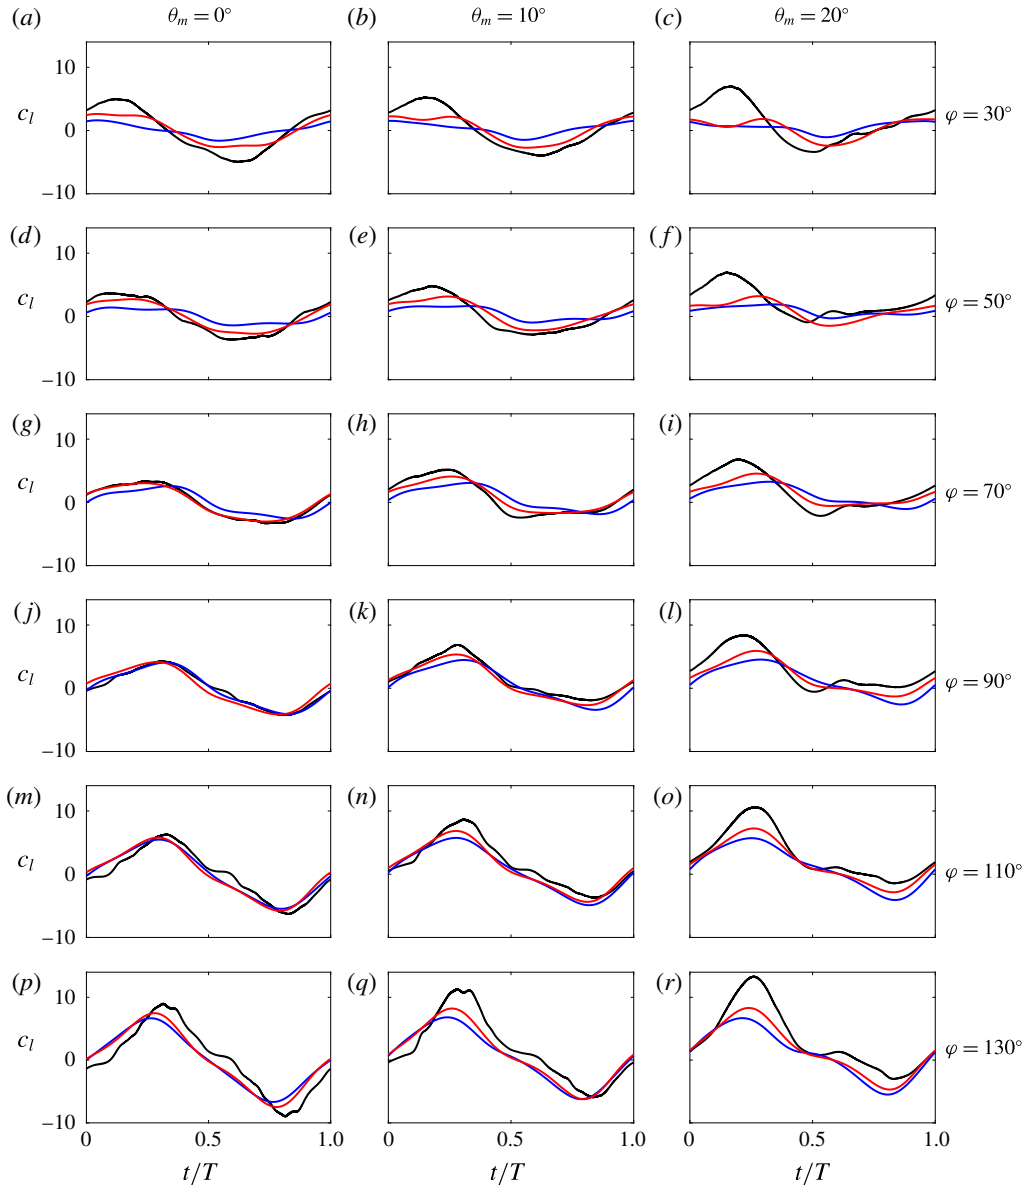 (a) θm = 0° (b) θm = 10° (c) θm = 20°
10
cl 0 φ = 30°
−10
(d) (e) (f)
10
cl 0 φ = 50°
−10
(g) (h) (i)
10
cl 0 φ = 70°
−10
(j) (k) (l)
10
cl 0 φ = 90°
−10
(m) (n) (o)
10
cl 0 φ = 110°
−10
(p) (q) (r)
10
cl 0 φ = 130°
−10
0 0.5 1.0 0 0.5 1.0 0 0.5 1.0
t/T t/T t/T